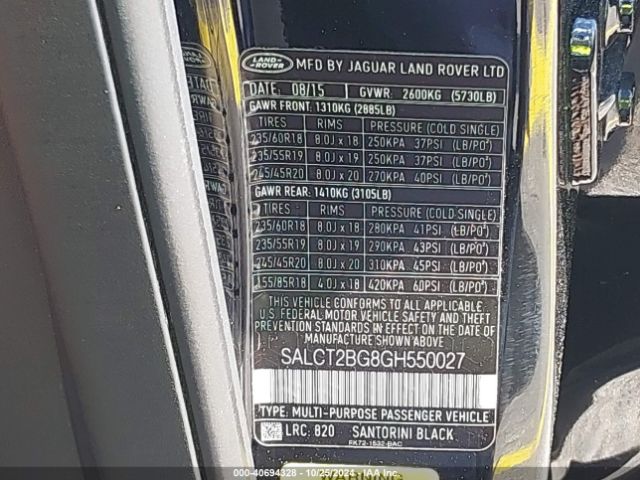 LAND-
ROVER
MFD BY JAGUAR LAND ROVER LTD
DATE: 08/15 GVWR: 2600KG (5730LB)
GAWR FRONT: 1310KG (2885LB)
TIRES RIMS PRESSURE (COLD SINGLE)
235/60R18 8.0J x 18 250KPA 37PSI (LB/PO²)
235/55R19 8.0J x 19 250KPA 37PSI (LB/PO²)
245/45R20 8.0J x 20 270KPA 40PSI (LB/PO²)
GAWR REAR: 1410KG (3105LB)
TIRES RIMS PRESSURE (COLD SINGLE)
235/60R18 8.0J x 18 280KPA 41PSI (LB/PO²)
235/55R19 8.0J x 19 290KPA 43PSI (LB/PO²)
245/45R20 8.0J x 20 310KPA 45PSI (LB/PO²)
155/85R18 4.0J x 18 420KPA 60PSI (LB/PO²)
THIS VEHICLE CONFORMS TO ALL APPLICABLE
U.S. FEDERAL MOTOR VEHICLE SAFETY AND THEFT
PREVENTION STANDARDS IN EFFECT ON THE DATE OF
MANUFACTURE SHOWN ABOVE
SALCT2BG8GH550027
TYPE: MULTI-PURPOSE PASSENGER VEHICLE
LRC: 820 SANTORINI BLACK
FK72-1532-BAC
WARNING
000-40694328 - 10/25/2024 - IAAI.com